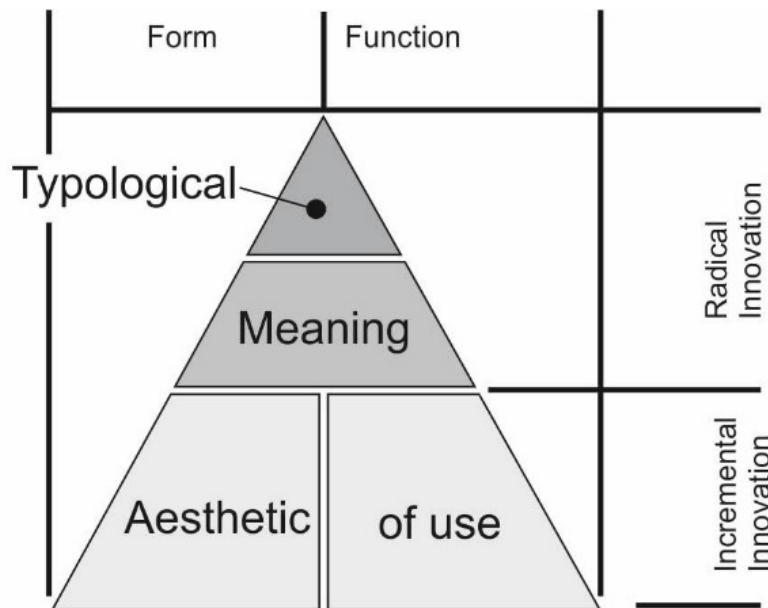 Form
Function
Typological
Radical
Innovation
Meaning
Aesthetic
of use
Incremental
Innovation